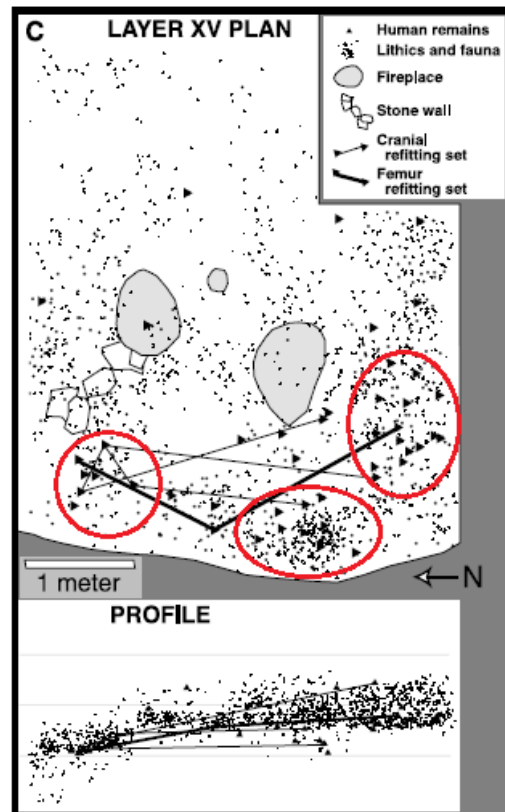 C LAYER XV PLAN
Human remains
Lithics and fauna
Fireplace
Stone wall
Cranial
refitting set
Femur
refitting set
1 meter
N
PROFILE